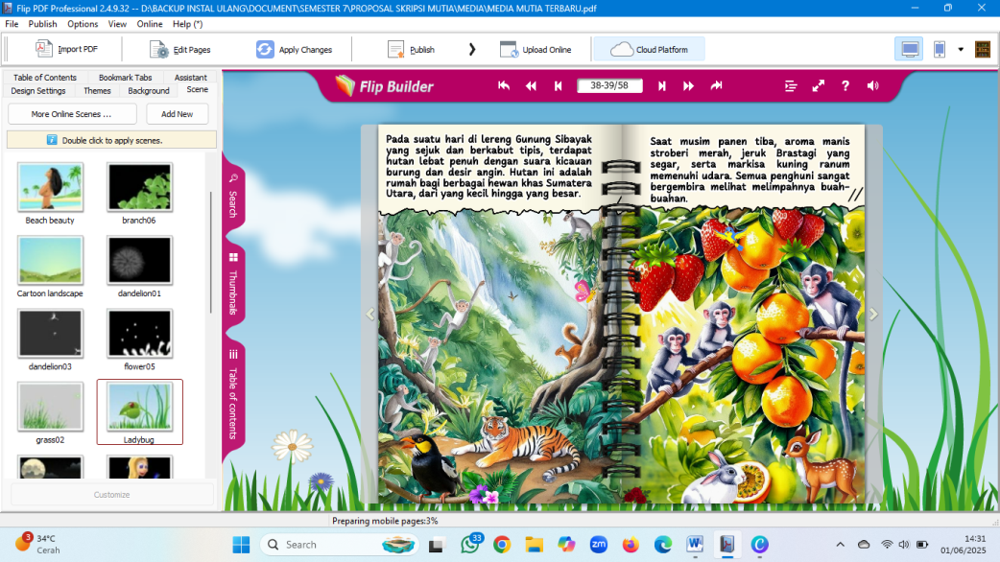 Flip PDF Professional 2.4.9.32 -- D:\BACKUP INSTAL ULANG\DOCUMENT\SEMESTER 7\PROPOSAL SKRIPSI MUTIA\MEDIA\MEDIA MUTIA TERBARU.pdf
File Publish Options View Online Help (*)
Import PDF Edit Pages Apply Changes Publish Upload Online Cloud Platform
Table of Contents Bookmark Tabs Assistant
Design Settings Themes Background Scene
More Online Scenes ... Add New
Double click to apply scenes.
Beach beauty branch06
Cartoon landscape dandelion01
dandelion03 flower05
grass02 Ladybug
Customize
Flip Builder
38-39/58
Search
Thumbnails
Table of contents
Pada suatu hari di lereng Gunung Sibayak
yang sejuk dan berkabut tipis, terdapat
hutan lebat penuh dengan suara kicauan
burung dan desir angin. Hutan ini adalah
rumah bagi berbagai hewan khas Sumatera
Utara, dari yang kecil hingga yang besar.
Saat musim panen tiba, aroma manis
stroberi merah, jeruk Brastagi yang
segar, serta markisa kuning ranum
memenuhi udara. Semua penghuni sangat
bergembira melihat melimpahnya buah-
buahan.
Preparing mobile pages:3%
3
34°C
Cerah
Search
33
zm
14:31
01/06/2025